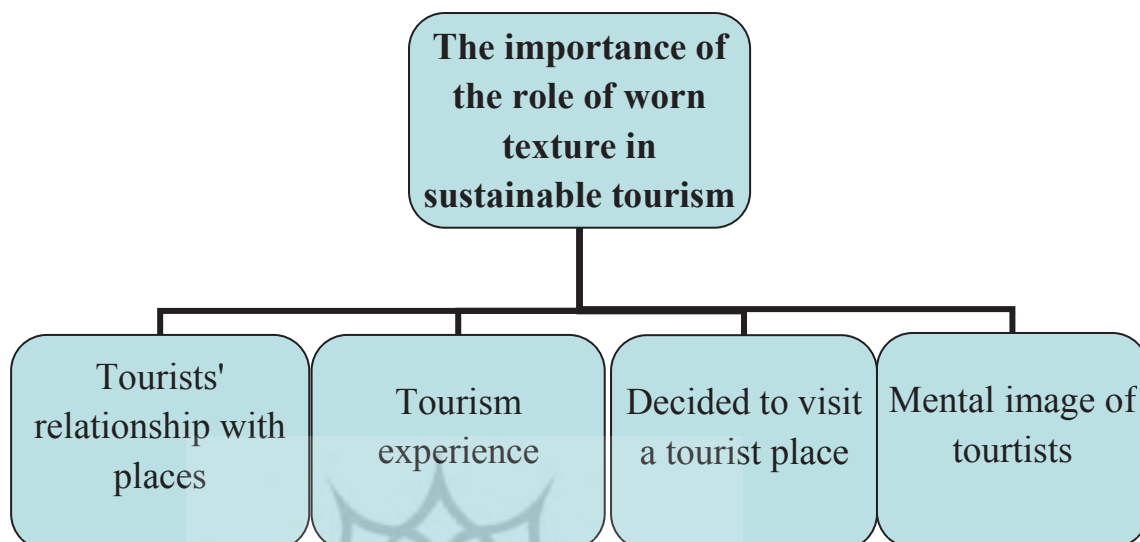 The importance of
the role of worn
texture in
sustainable tourism
Tourists'
relationship with
places
Tourism
experience
Decided to visit
a tourist place
Mental image of
tourtists